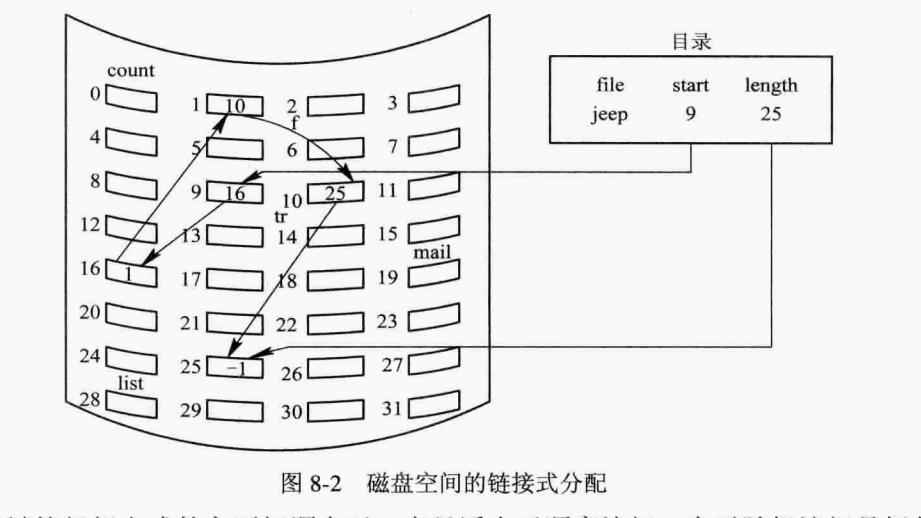 目录
file start length
jeep 9 25
count
0 1 10 2 3
f
4 5 6 7
8 9 16 10 25 11
tr
12 13 14 15
mail
16 1 17 18 19
20 21 22 23
24 25 -1 26 27
list
28 29 30 31
图 8-2 磁盘空间的链接式分配